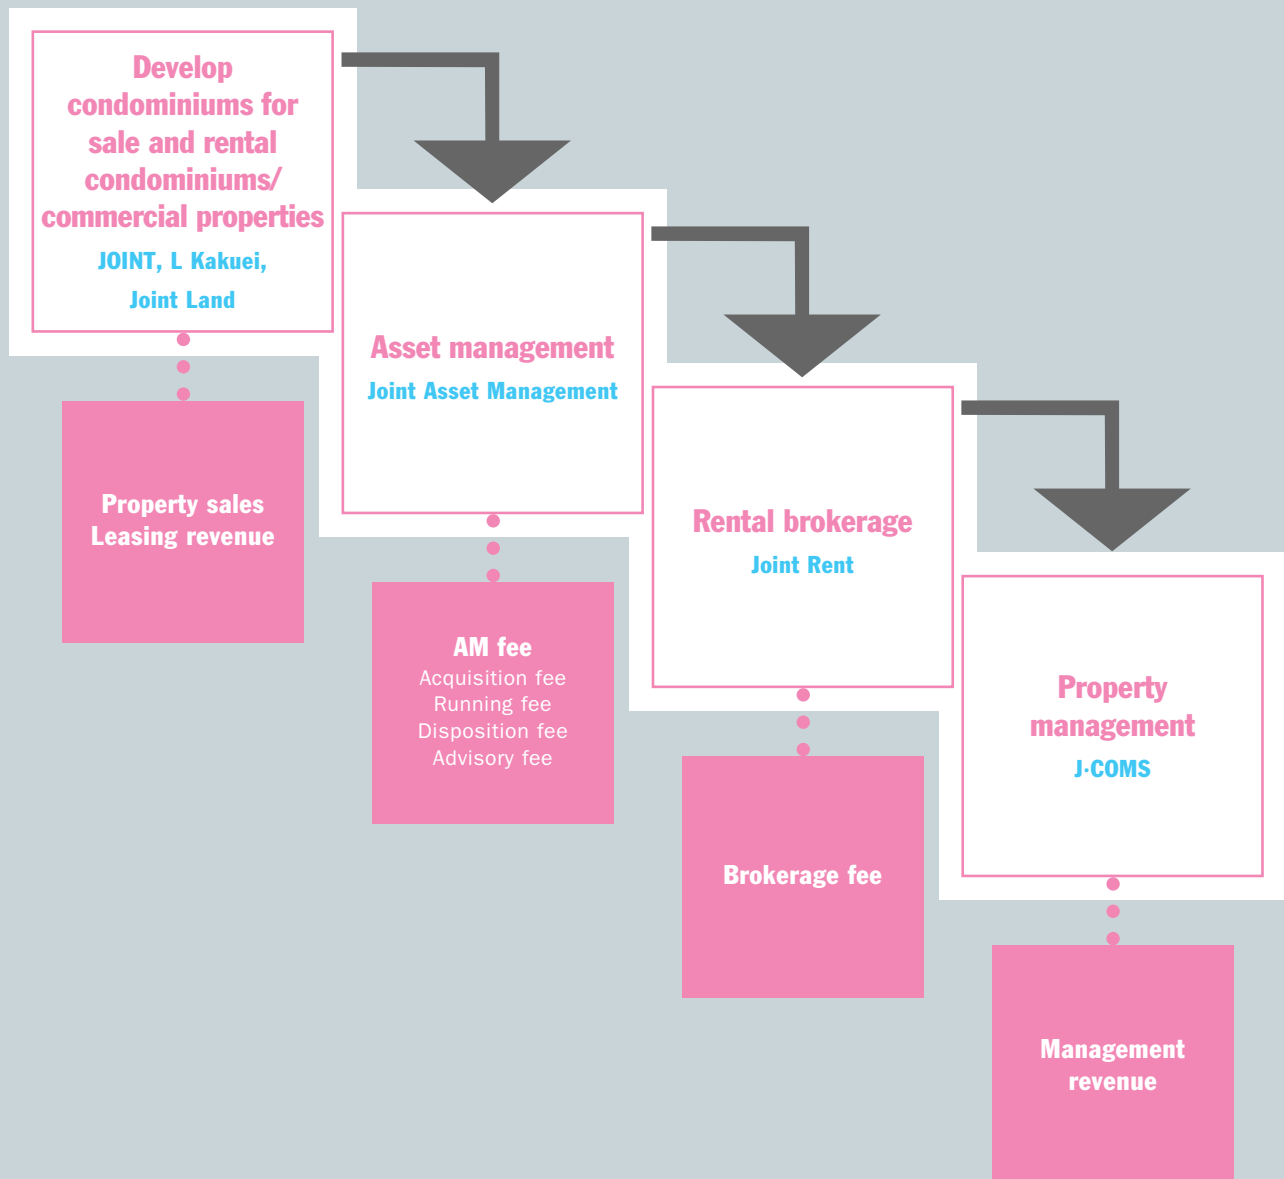 Develop
condominiums for
sale and rental
condominiums/
commercial properties
JOINT, L Kakuei,
Joint Land
Property sales
Leasing revenue
Asset management
Joint Asset Management
AM fee
Acquisition fee
Running fee
Disposition fee
Advisory fee
Rental brokerage
Joint Rent
Brokerage fee
Property
management
J·COMS
Management
revenue